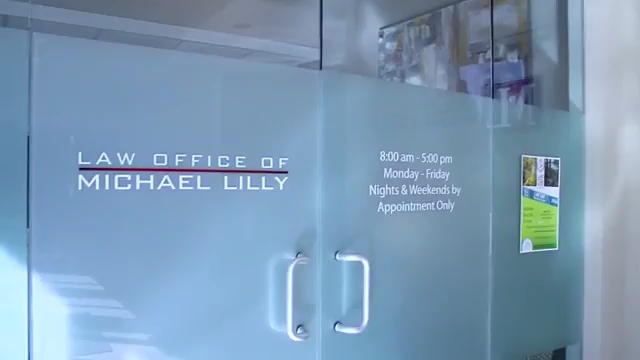 LAW OFFICE OF
MICHAEL LILLY
8:00 am - 5:00 pm
Monday - Friday
Nights & Weekends by
Appointment Only